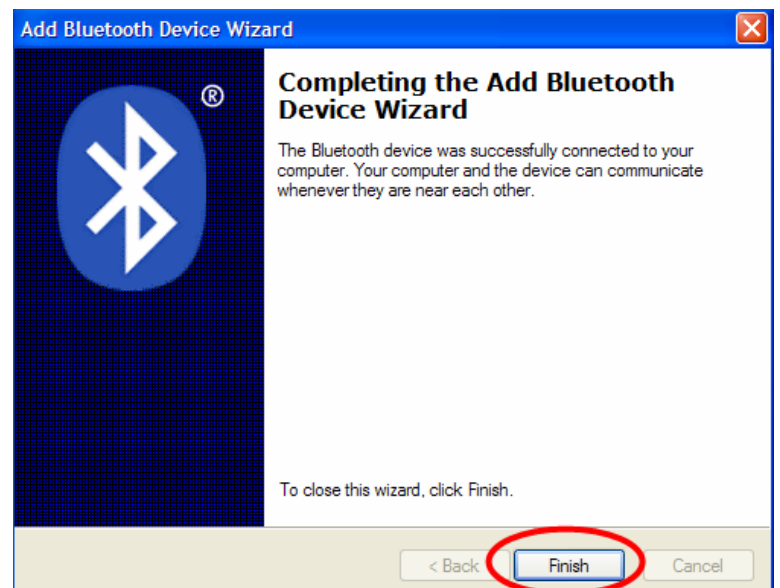 Add Bluetooth Device Wizard
®
Completing the Add Bluetooth
Device Wizard
The Bluetooth device was successfully connected to your
computer. Your computer and the device can communicate
whenever they are near each other.
To close this wizard, click Finish.
< Back Finish Cancel